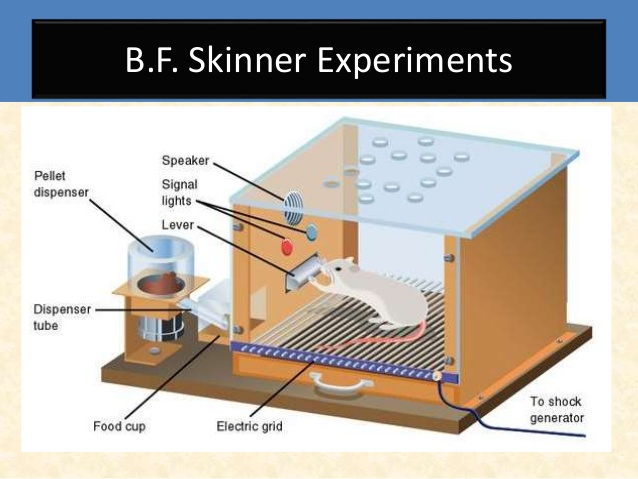 B.F. Skinner Experiments
Speaker
Pellet
dispenser
Signal
lights
Lever
Dispenser
tube
Food cup
Electric grid
To shock
generator